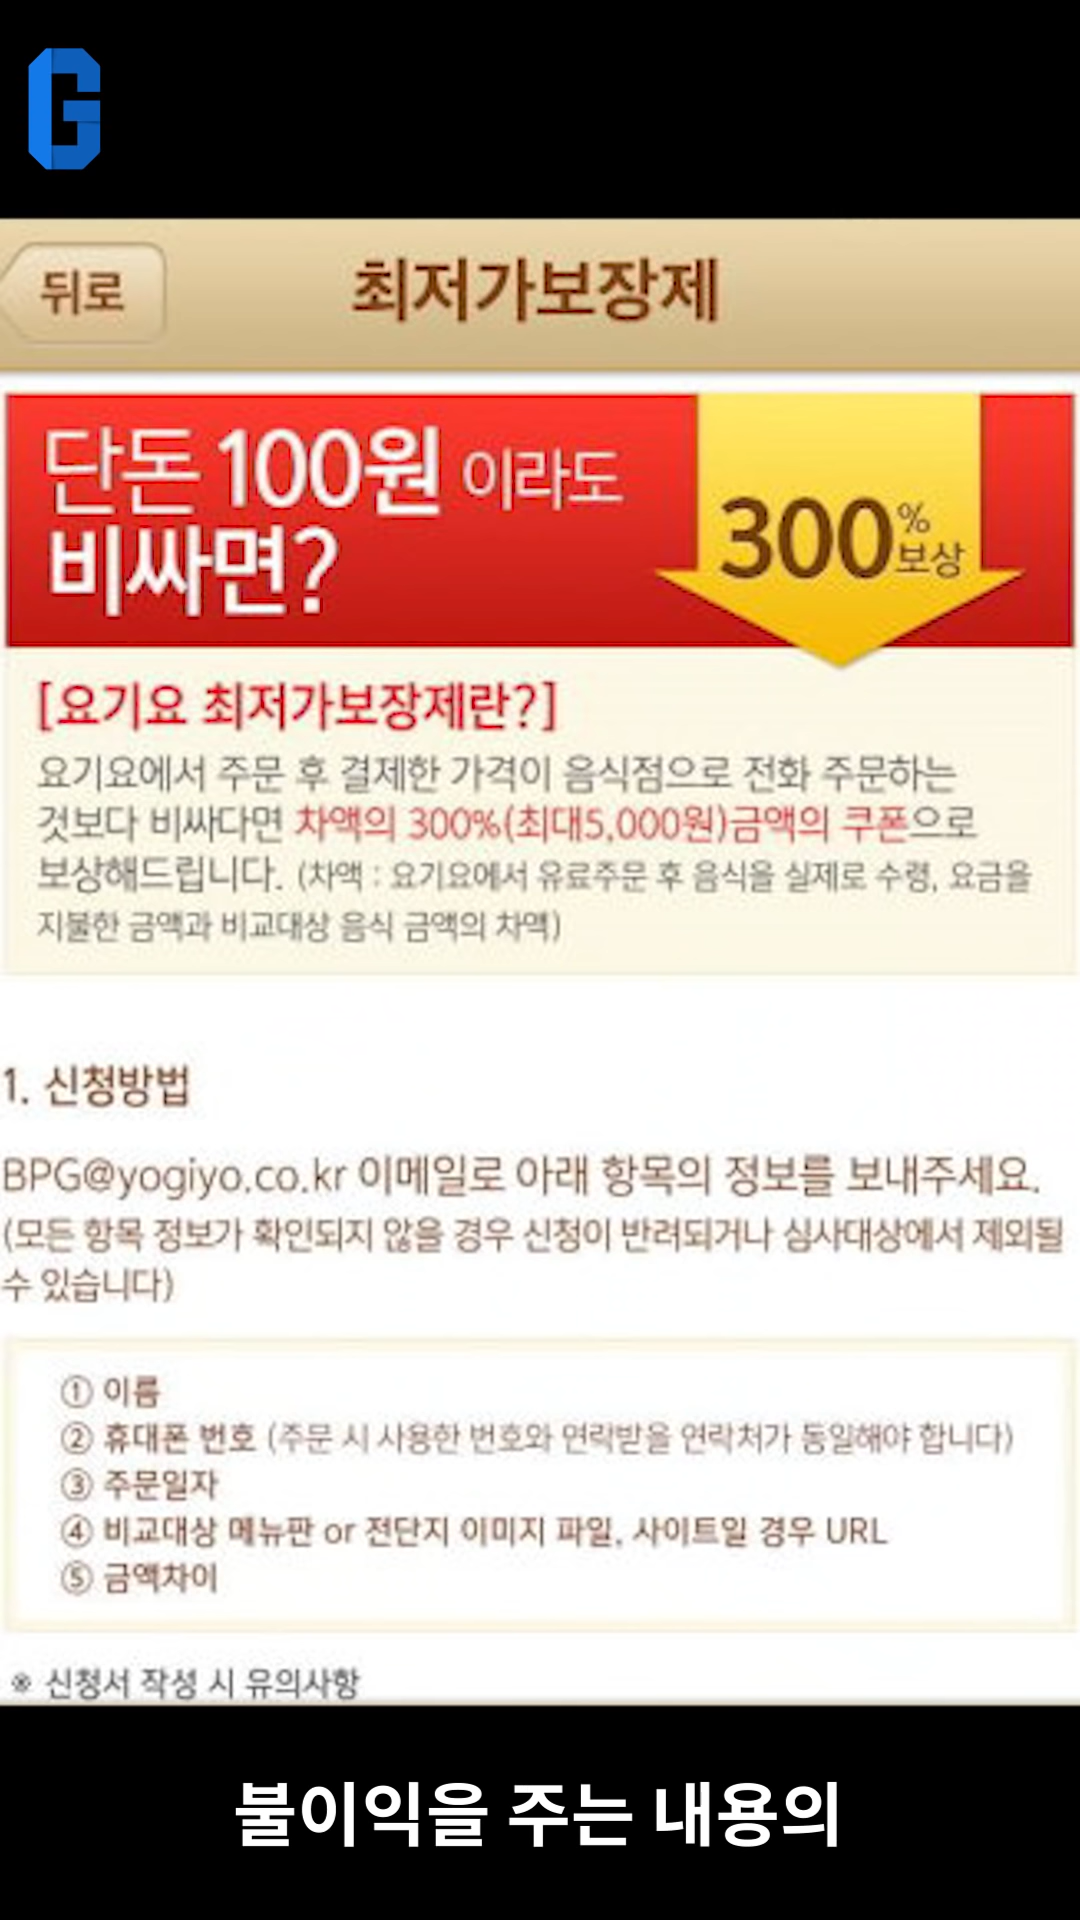 G
뒤로
최저가보장제
단돈 100원 이라도
비싸면?
300% 보상
[요기요 최저가보장제란?]
요기요에서 주문 후 결제한 가격이 음식점으로 전화 주문하는
것보다 비싸다면 차액의 300%(최대5,000원)금액의 쿠폰으로
보상해드립니다. (차액 : 요기요에서 유료주문 후 음식을 실제로 수령, 요금을
지불한 금액과 비교대상 음식 금액의 차액)
1. 신청방법
BPG@yogiyo.co.kr 이메일로 아래 항목의 정보를 보내주세요.
(모든 항목 정보가 확인되지 않을 경우 신청이 반려되거나 심사대상에서 제외될
수 있습니다)
① 이름
② 휴대폰 번호 (주문 시 사용한 번호와 연락받을 연락처가 동일해야 합니다)
③ 주문일자
④ 비교대상 메뉴판 or 전단지 이미지 파일, 사이트일 경우 URL
⑤ 금액차이
※ 신청서 작성 시 유의사항
불이익을 주는 내용의